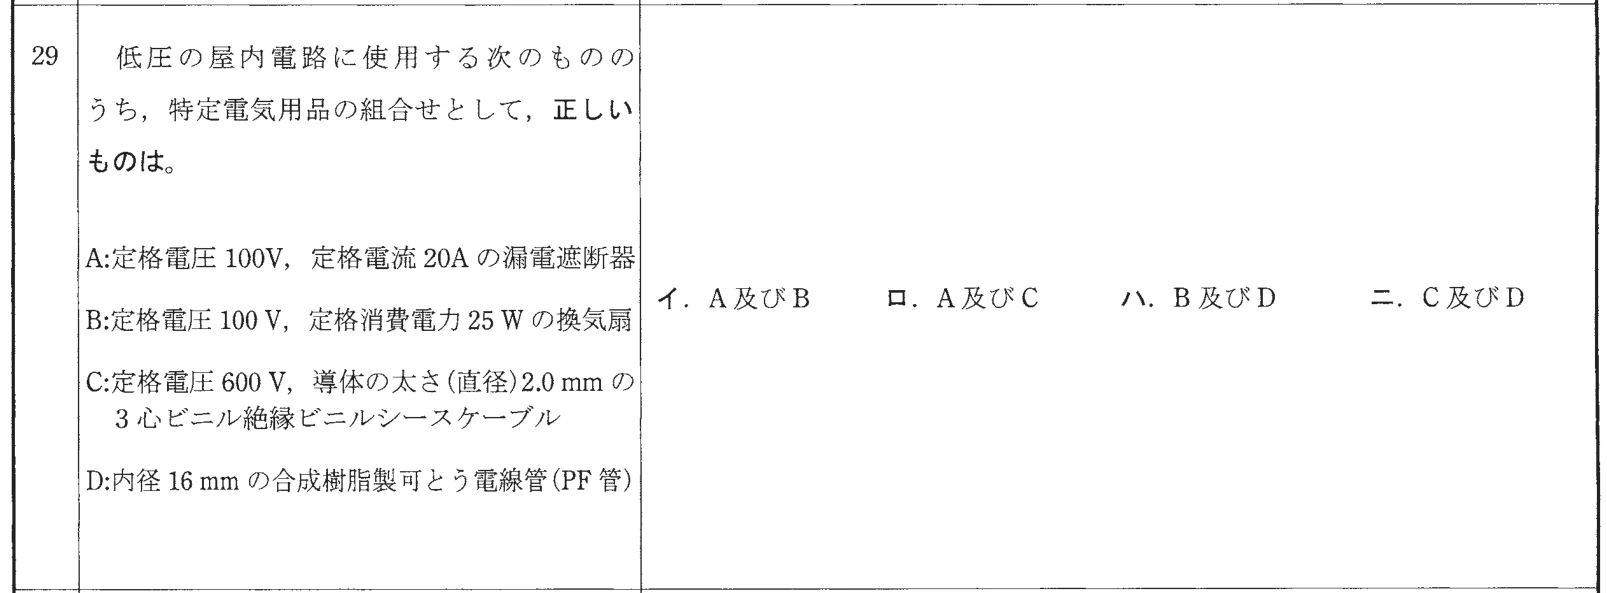 29
低圧の屋内電路に使用する次のものの
うち，特定電気用品の組合せとして，正しい
ものは。
A:定格電圧 100V，定格電流 20A の漏電遮断器
B:定格電圧 100 V，定格消費電力 25 W の換気扇
C:定格電圧 600 V，導体の太さ(直径)2.0 mm の
3 心ビニル絶縁ビニルシースケーブル
D:内径 16 mm の合成樹脂製可とう電線管(PF 管)
イ．A 及び B　ロ．A 及び C　ハ．B 及び D　ニ．C 及び D